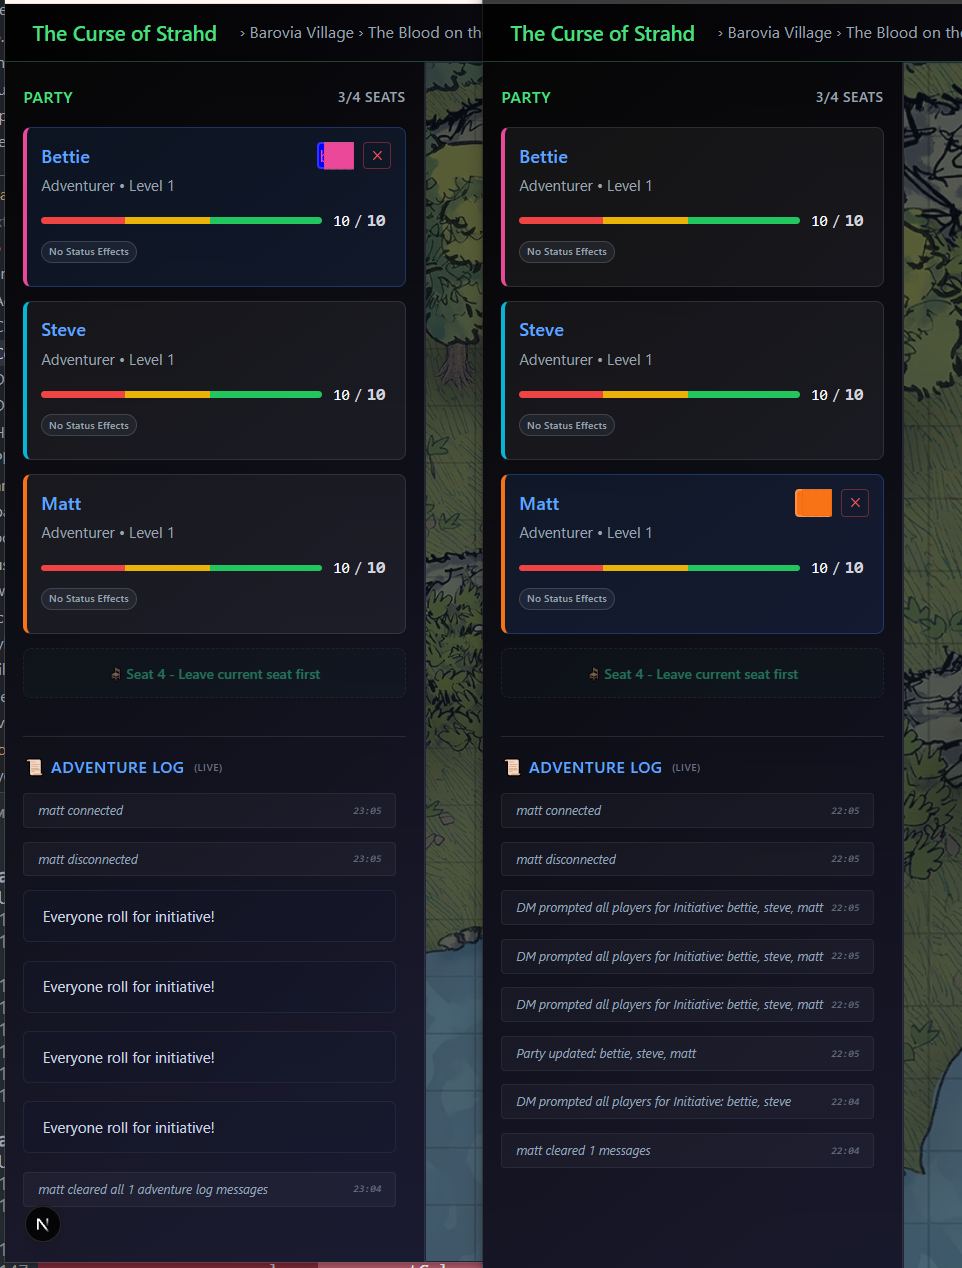 The Curse of Strahd
› Barovia Village › The Blood on th
PARTY
3/4 SEATS
Bettie
×
Adventurer • Level 1
10 / 10
No Status Effects
Steve
Adventurer • Level 1
10 / 10
No Status Effects
Matt
Adventurer • Level 1
10 / 10
No Status Effects
Seat 4 - Leave current seat first
ADVENTURE LOG (LIVE)
matt connected 23:05
matt disconnected 23:05
Everyone roll for initiative!
Everyone roll for initiative!
Everyone roll for initiative!
Everyone roll for initiative!
matt cleared all 1 adventure log messages 23:04
N
The Curse of Strahd
› Barovia Village › The Blood on the
PARTY
3/4 SEATS
Bettie
Adventurer • Level 1
10 / 10
No Status Effects
Steve
Adventurer • Level 1
10 / 10
No Status Effects
Matt
×
Adventurer • Level 1
10 / 10
No Status Effects
Seat 4 - Leave current seat first
ADVENTURE LOG (LIVE)
matt connected 22:05
matt disconnected 22:05
DM prompted all players for Initiative: bettie, steve, matt 22:05
DM prompted all players for Initiative: bettie, steve, matt 22:05
DM prompted all players for Initiative: bettie, steve, matt 22:05
Party updated: bettie, steve, matt 22:05
DM prompted all players for Initiative: bettie, steve 22:04
matt cleared 1 messages 22:04